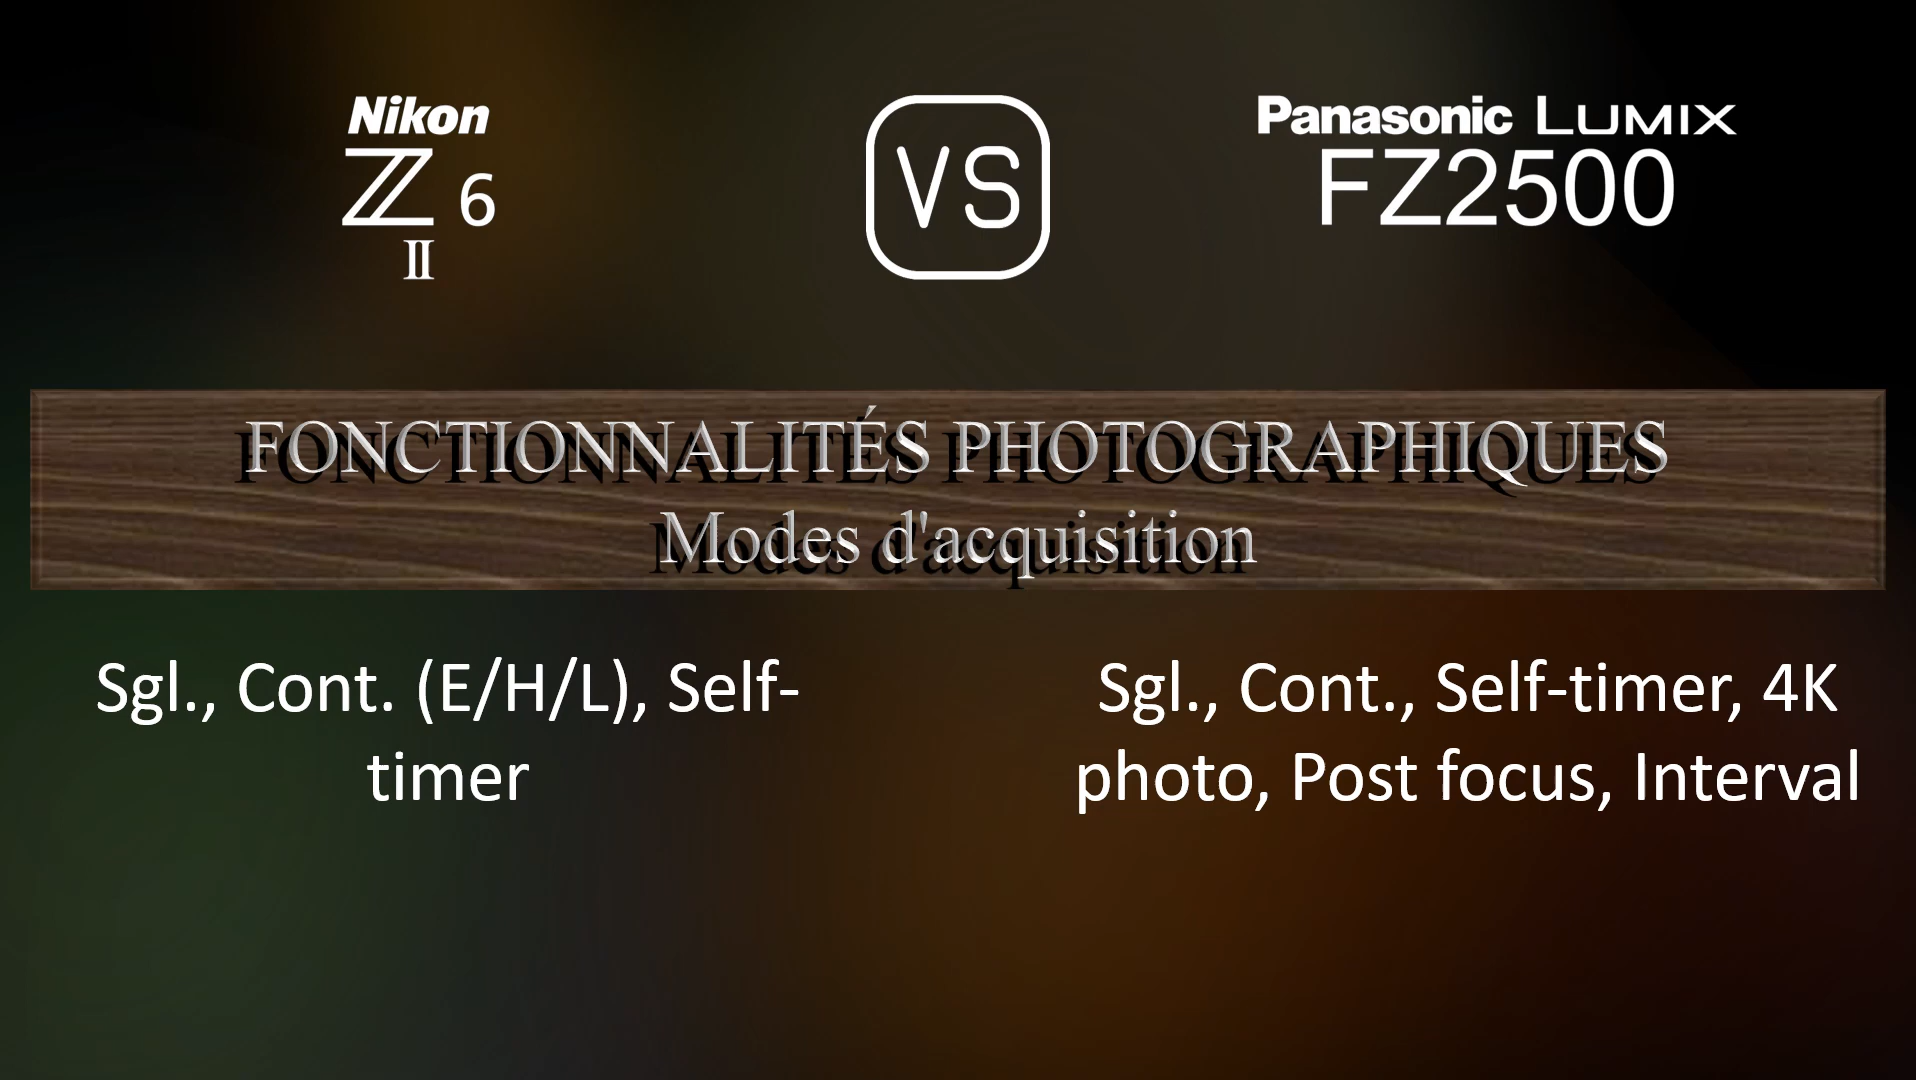 Nikon
Z 6
II
VS
Panasonic LUMIX
FZ2500
FONCTIONNALITÉS PHOTOGRAPHIQUES
Modes d'acquisition
Sgl., Cont. (E/H/L), Self-
timer
Sgl., Cont., Self-timer, 4K
photo, Post focus, Interval